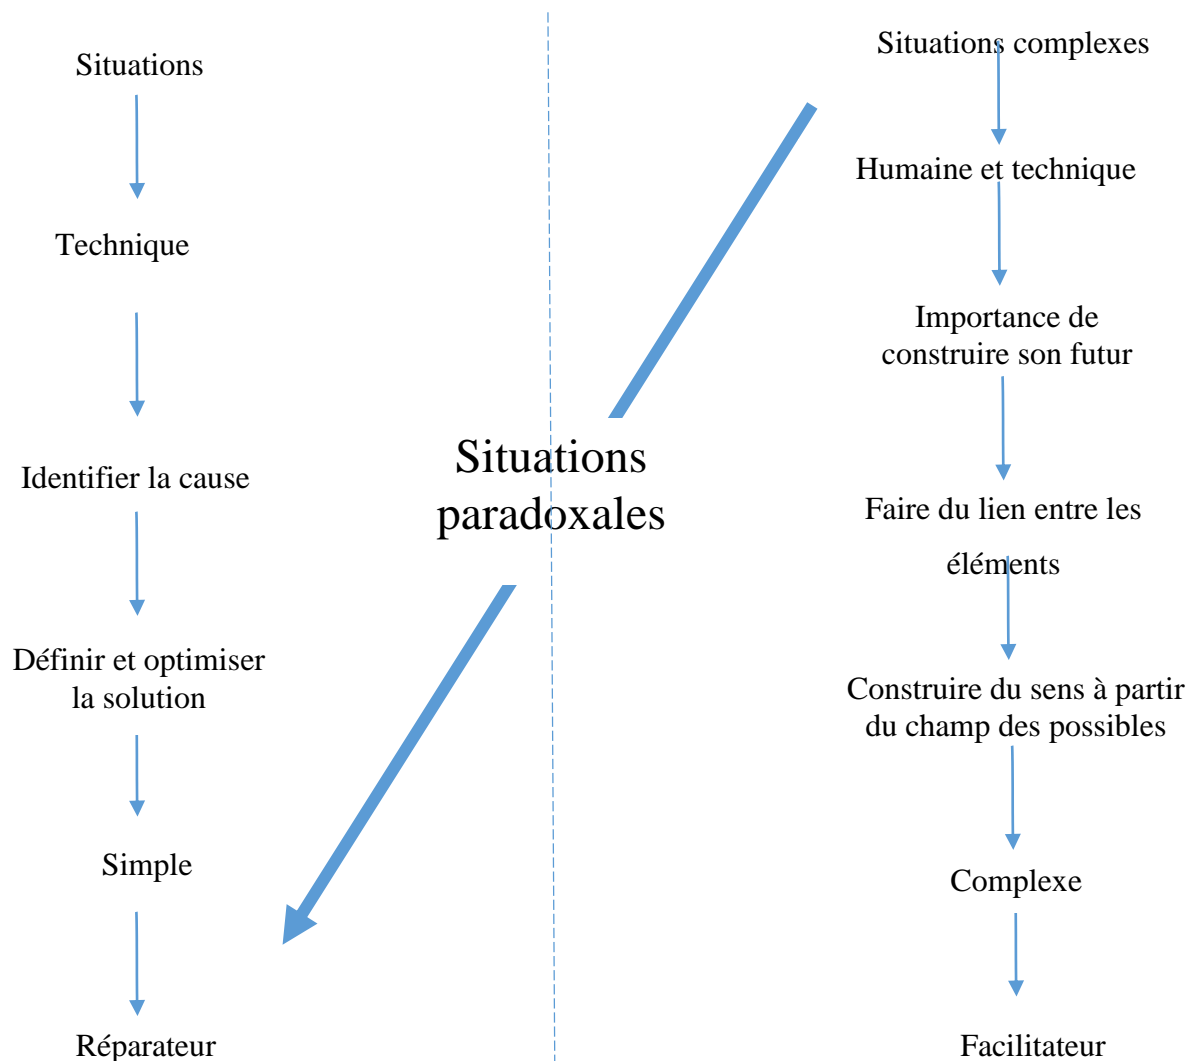 Situations
Technique
Identifier la cause
Définir et optimiser
la solution
Simple
Réparateur
Situations
paradoxales
Situations complexes
Humaine et technique
Importance de
construire son futur
Faire du lien entre les
éléments
Construire du sens à partir
du champ des possibles
Complexe
Facilitateur